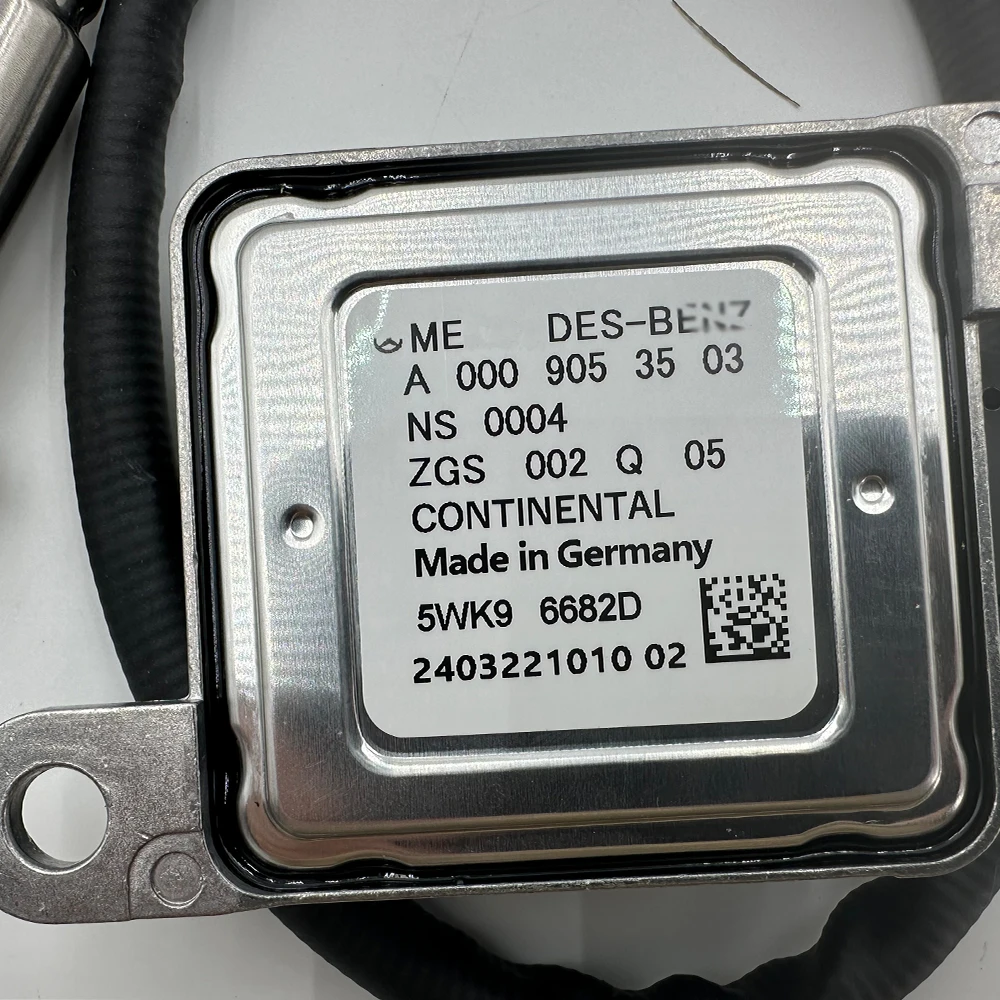 ME DES-BENZ
A 000 905 35 03
NS 0004
ZGS 002 Q 05
CONTINENTAL
Made in Germany
5WK9 6682D
2403221010 02